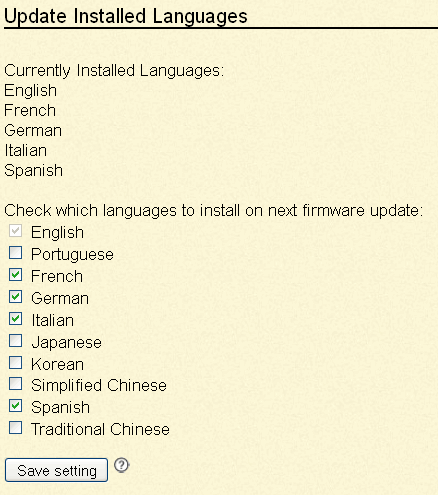 Update Installed Languages
Currently Installed Languages:
English
French
German
Italian
Spanish
Check which languages to install on next firmware update:
English
Portuguese
French
German
Italian
Japanese
Korean
Simplified Chinese
Spanish
Traditional Chinese
Save setting ?